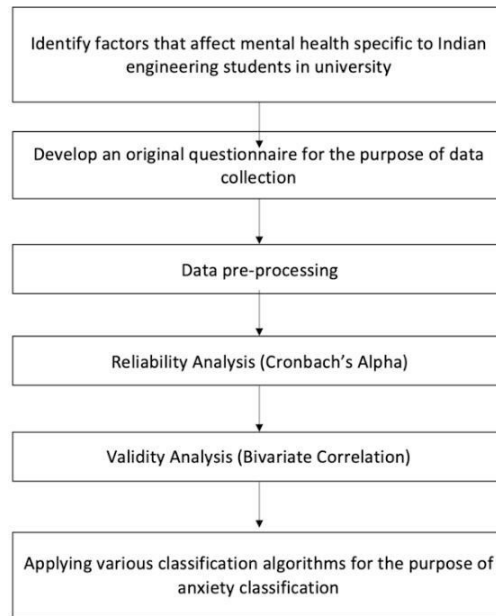 Identify factors that affect mental health specific to Indian
engineering students in university
Develop an original questionnaire for the purpose of data
collection
Data pre-processing
Reliability Analysis (Cronbach’s Alpha)
Validity Analysis (Bivariate Correlation)
Applying various classification algorithms for the purpose of
anxiety classification